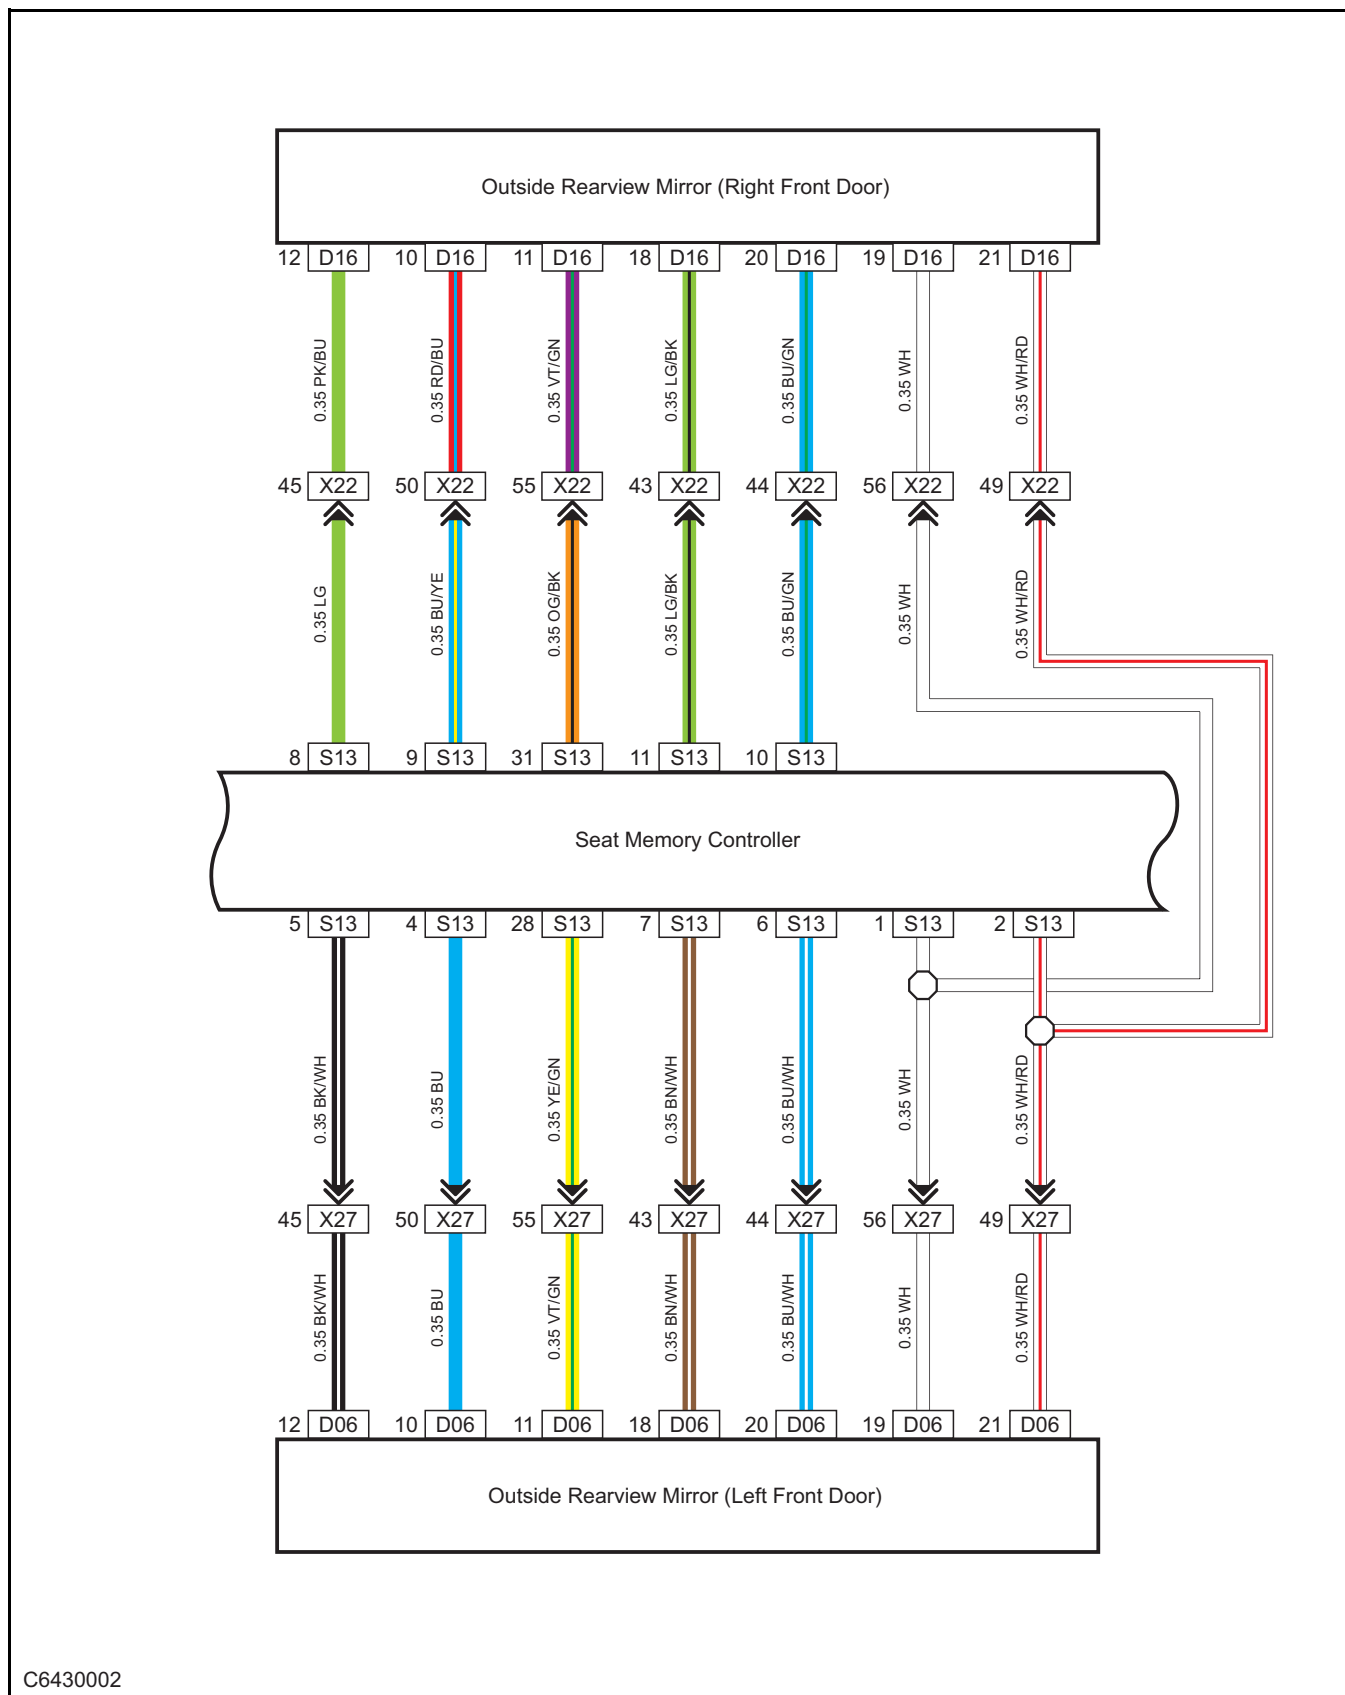 Outside Rearview Mirror (Right Front Door)
12 D16 10 D16 11 D16 18 D16 20 D16 19 D16 21 D16
0.35 PK/BU 0.35 RD/BU 0.35 VT/GN 0.35 LG/BK 0.35 BU/GN 0.35 WH 0.35 WH/RD
45 X22 50 X22 55 X22 43 X22 44 X22 56 X22 49 X22
0.35 LG 0.35 BU/YE 0.35 OG/BK 0.35 LG/BK 0.35 BU/GN 0.35 WH 0.35 WH/RD
8 S13 9 S13 31 S13 11 S13 10 S13
Seat Memory Controller
5 S13 4 S13 28 S13 7 S13 6 S13 1 S13 2 S13
0.35 BK/WH 0.35 BU 0.35 YE/GN 0.35 BN/WH 0.35 BU/WH 0.35 WH 0.35 WH/RD
45 X27 50 X27 55 X27 43 X27 44 X27 56 X27 49 X27
0.35 BK/WH 0.35 BU 0.35 VT/GN 0.35 BN/WH 0.35 BU/WH 0.35 WH 0.35 WH/RD
12 D06 10 D06 11 D06 18 D06 20 D06 19 D06 21 D06
Outside Rearview Mirror (Left Front Door)
C6430002